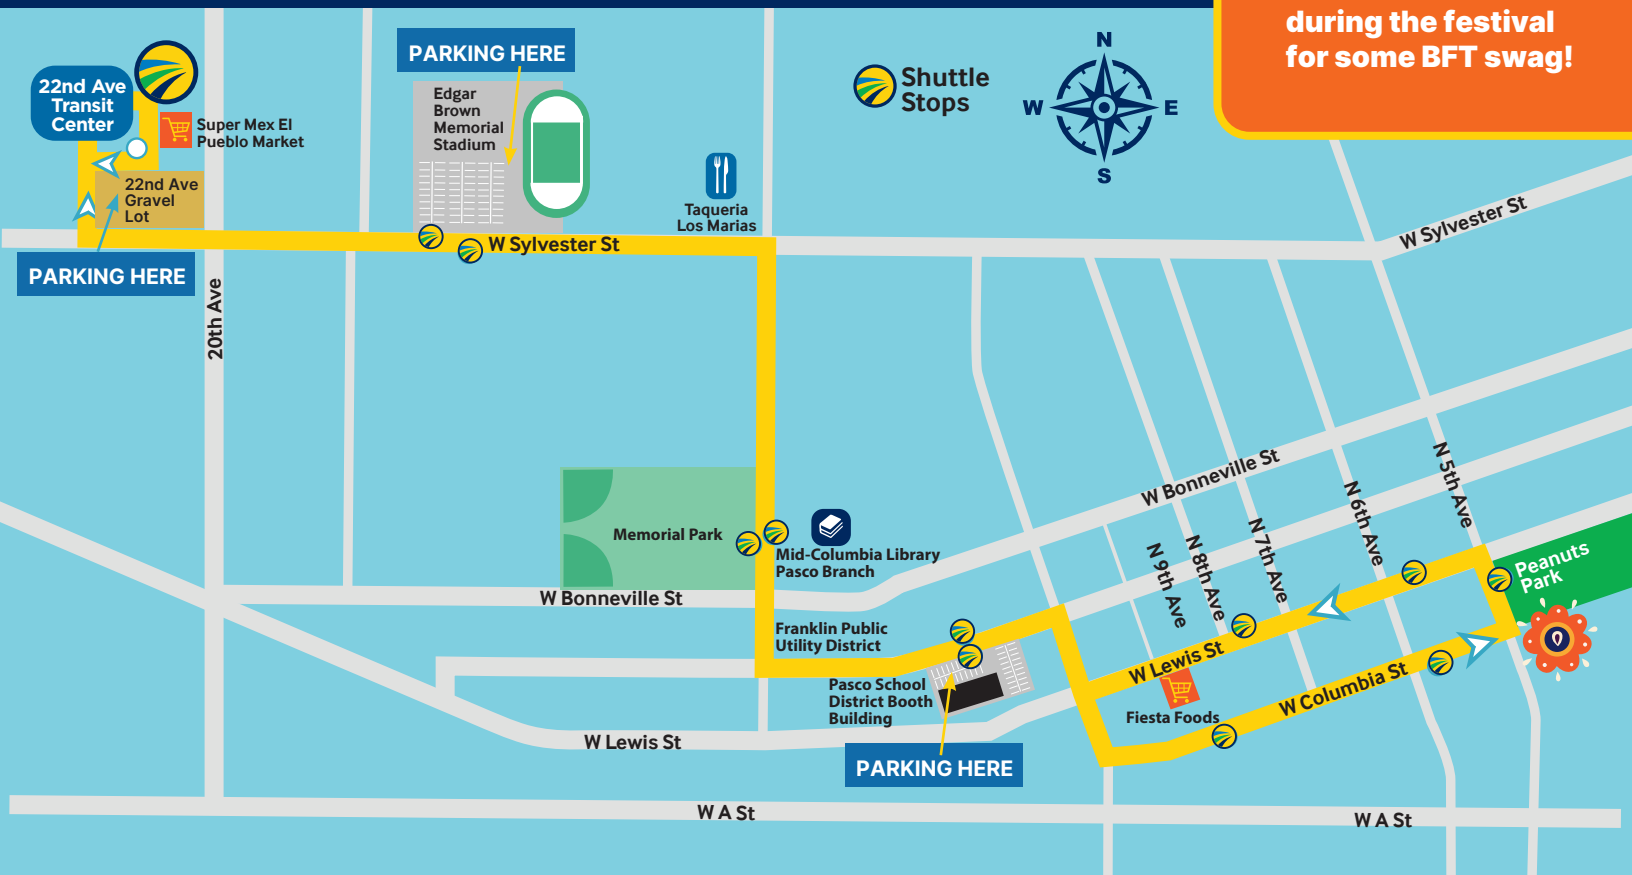 during the festival
for some BFT swag!
N
W
E
S
Shuttle
Stops
PARKING HERE
22nd Ave
Transit
Center
Super Mex El
Pueblo Market
Edgar
Brown
Memorial
Stadium
Taqueria
Los Marias
22nd Ave
Gravel
Lot
PARKING HERE
W Sylvester St
W Sylvester St
20th Ave
Memorial Park
Mid-Columbia Library
Pasco Branch
W Bonneville St
W Bonneville St
N 5th Ave
N 6th Ave
N 7th Ave
N 8th Ave
N 9th Ave
Peanuts
Park
Franklin Public
Utility District
Pasco School
District Booth
Building
W Lewis St
W Columbia St
Fiesta Foods
W Lewis St
PARKING HERE
W A St
W A St